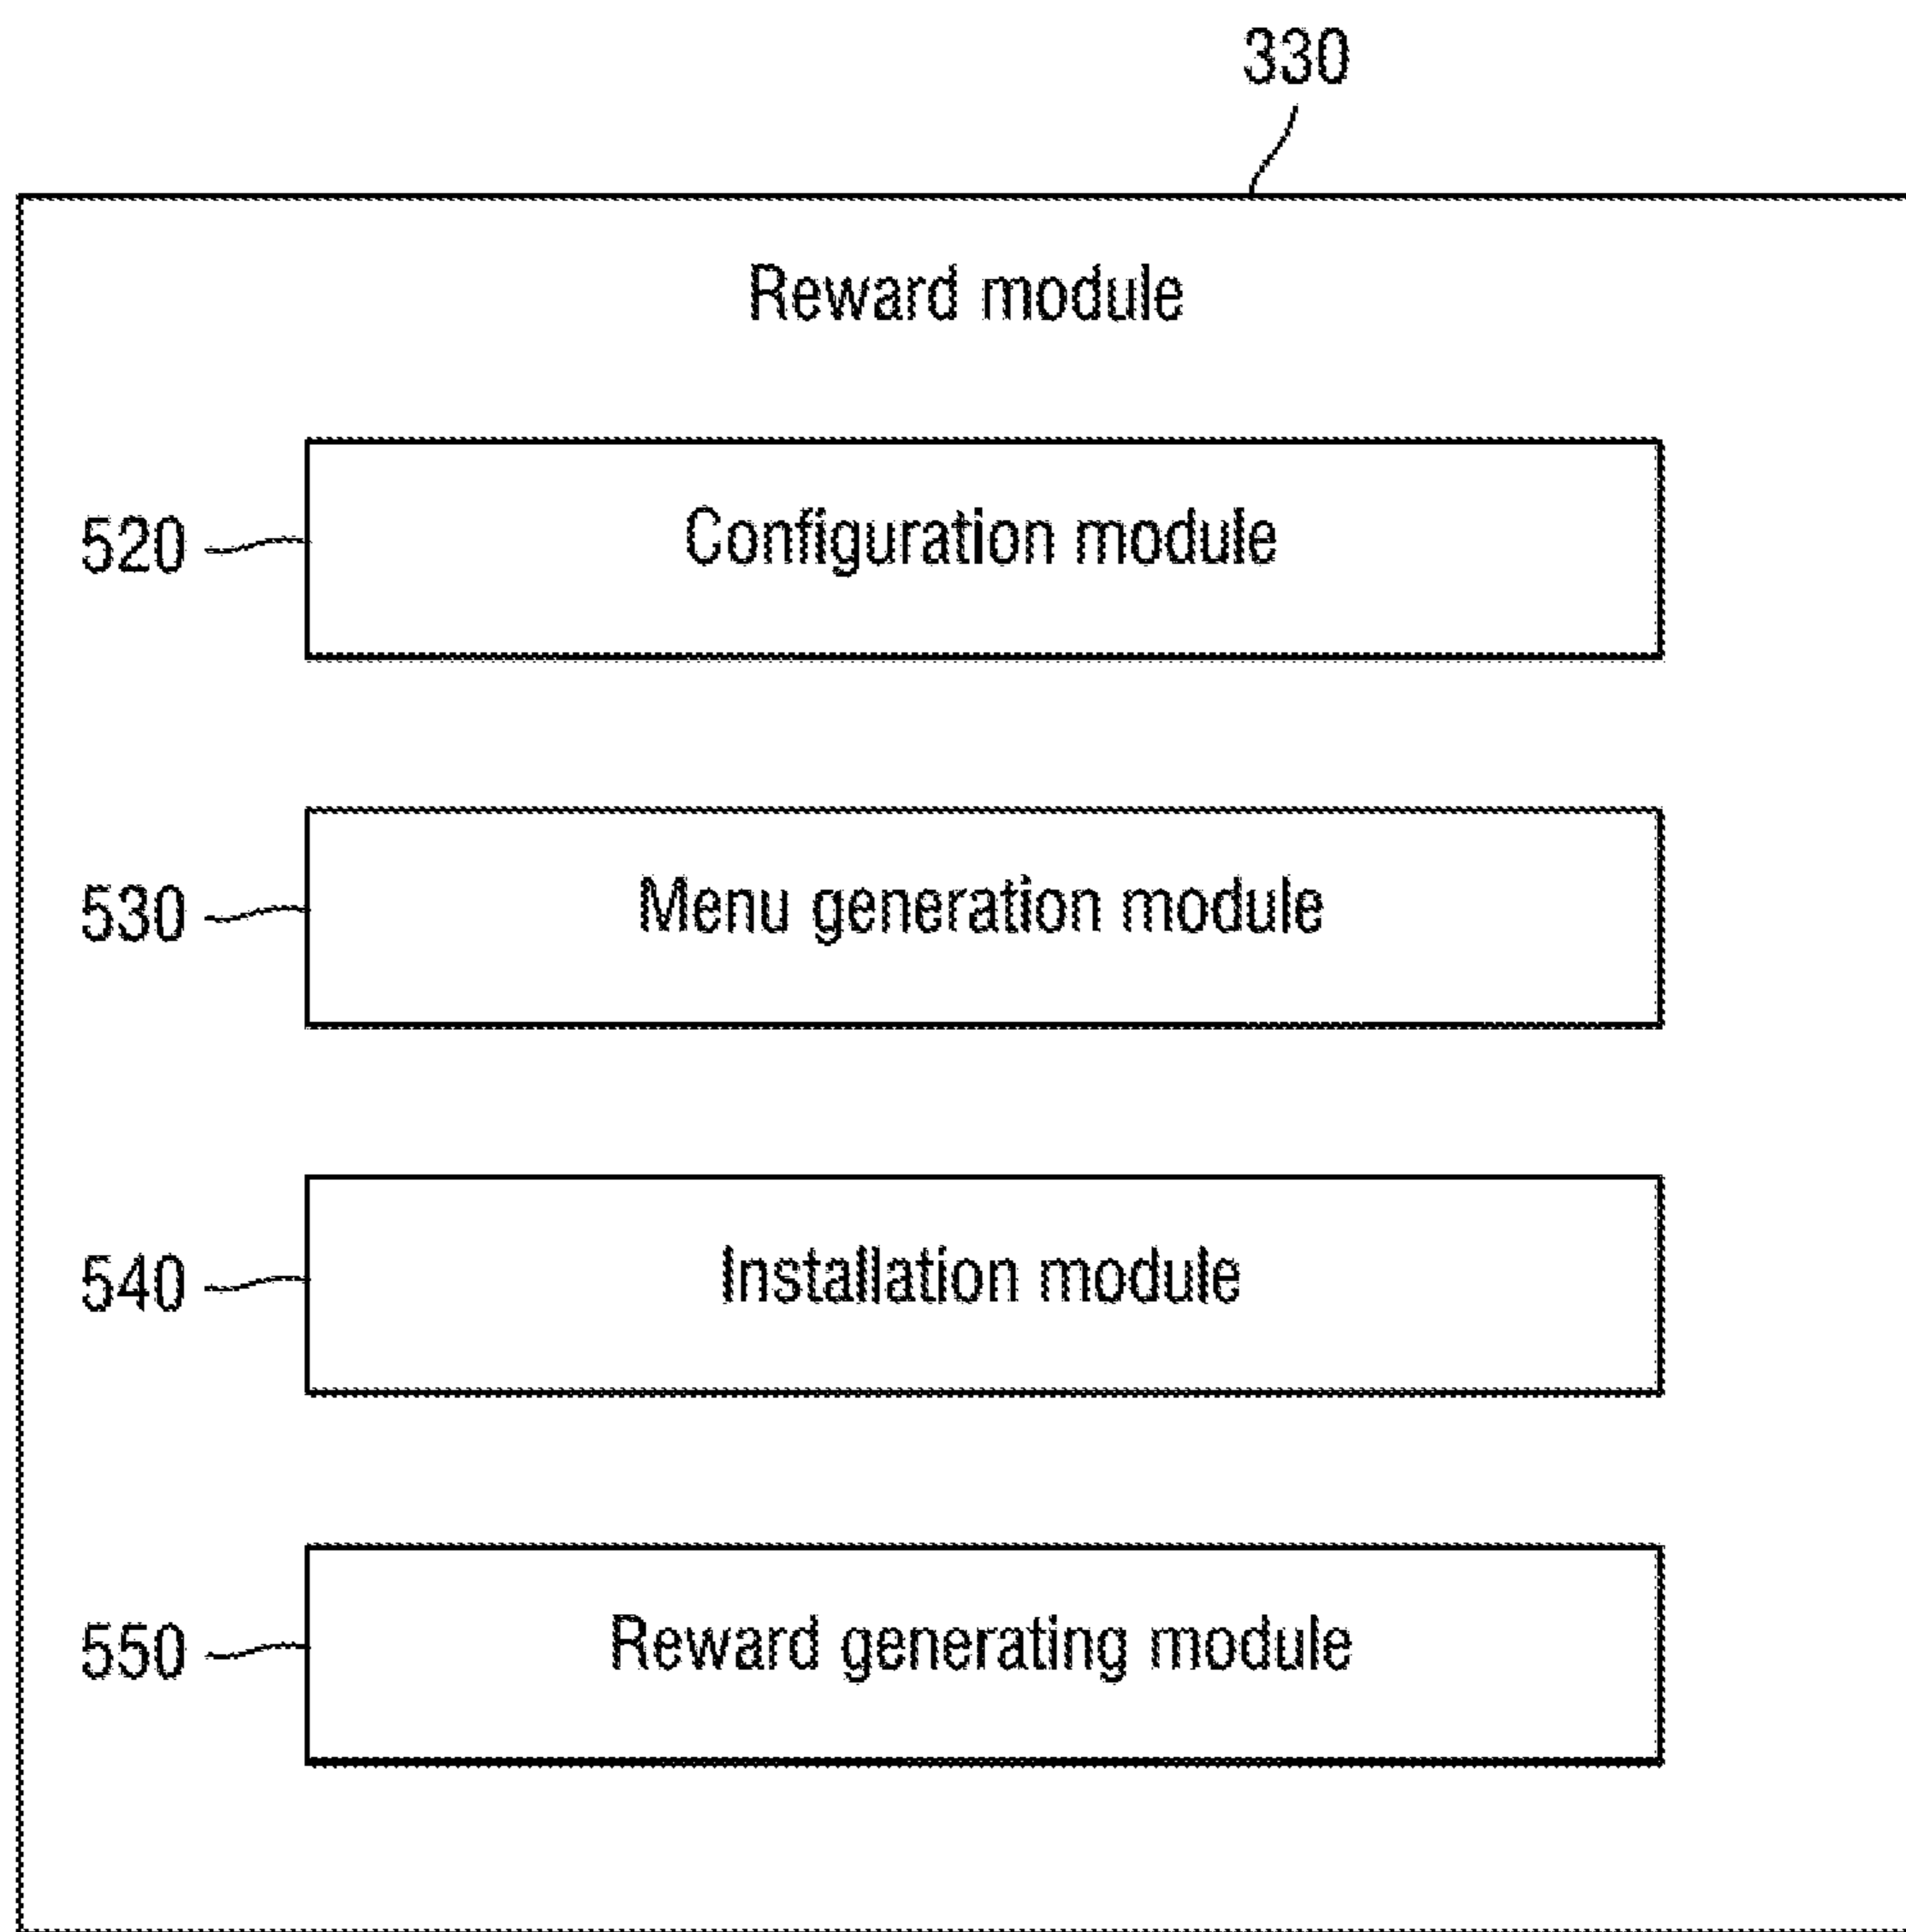 330
Reward module
520 Configuration module
530 Menu generation module
540 Installation module
550 Reward generating module